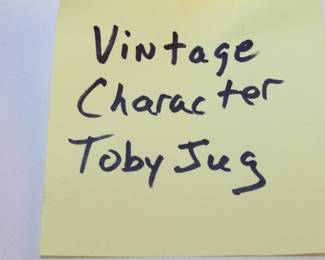 Vintage
Character
Toby Jug